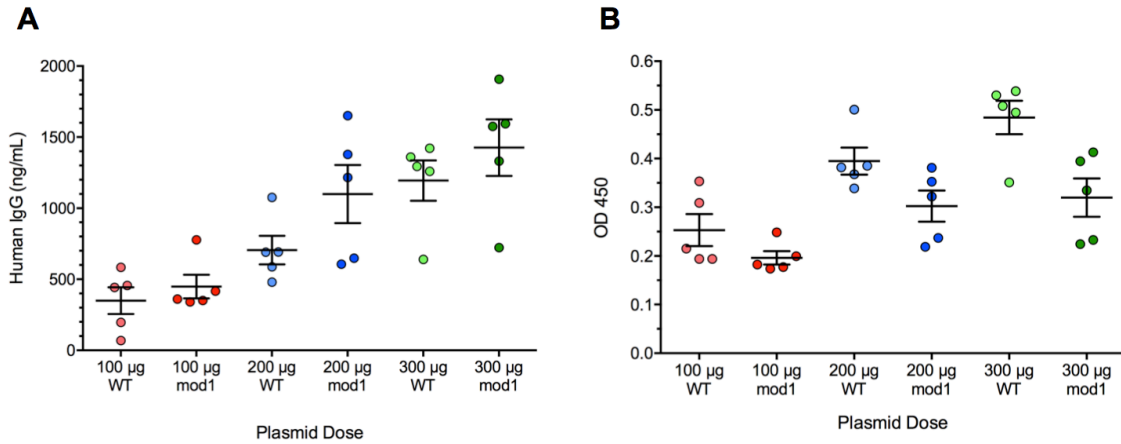 A
Human IgG (ng/mL)
2000
1500
1000
500
0
100 µg WT
100 µg mod1
200 µg WT
200 µg mod1
300 µg WT
300 µg mod1
Plasmid Dose
B
OD 450
0.6
0.5
0.4
0.3
0.2
0.1
0.0
100 µg WT
100 µg mod1
200 µg WT
200 µg mod1
300 µg WT
300 µg mod1
Plasmid Dose